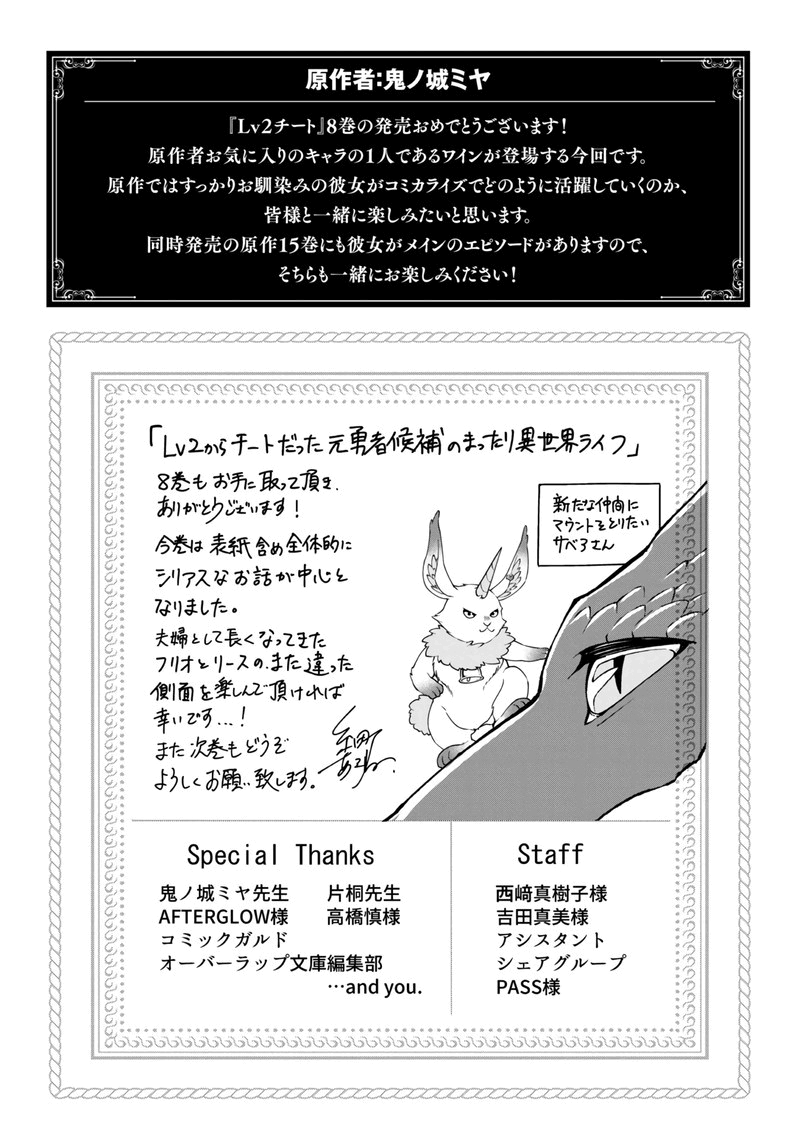 原作者:鬼ノ城ミヤ
『Lv2チート』8巻の発売おめでとうございます！
原作者お気に入りのキャラの1人であるワインが登場する今回です。
原作ではすっかりお馴染みの彼女がコミカライズでどのように活躍していくのか、
皆様と一緒に楽しみたいと思います。
同時発売の原作15巻にも彼女がメインのエピソードがありますので、
そちらも一緒にお楽しみください！
「Lv2からチートだった元勇者候補のまったり異世界ライフ」
8巻もお手に取って頂き、
ありがとうございます！
今巻は表紙含め全体的に
シリアスなお話が中心と
なりました。
夫婦として長くなってきた
フリオとリースの、また違った
側面を楽しんで頂ければ
幸いです…！
また次巻もどうぞ
よろしくお願い致します。
新たな仲間に
マウントをとりたい
サベアさん
Special Thanks
鬼ノ城ミヤ先生　片桐先生
AFTERGLOW様　高橋慎様
コミックガルド
オーバーラップ文庫編集部
…and you.
Staff
西﨑真樹子様
吉田真美様
アシスタント
シェアグループ
PASS様